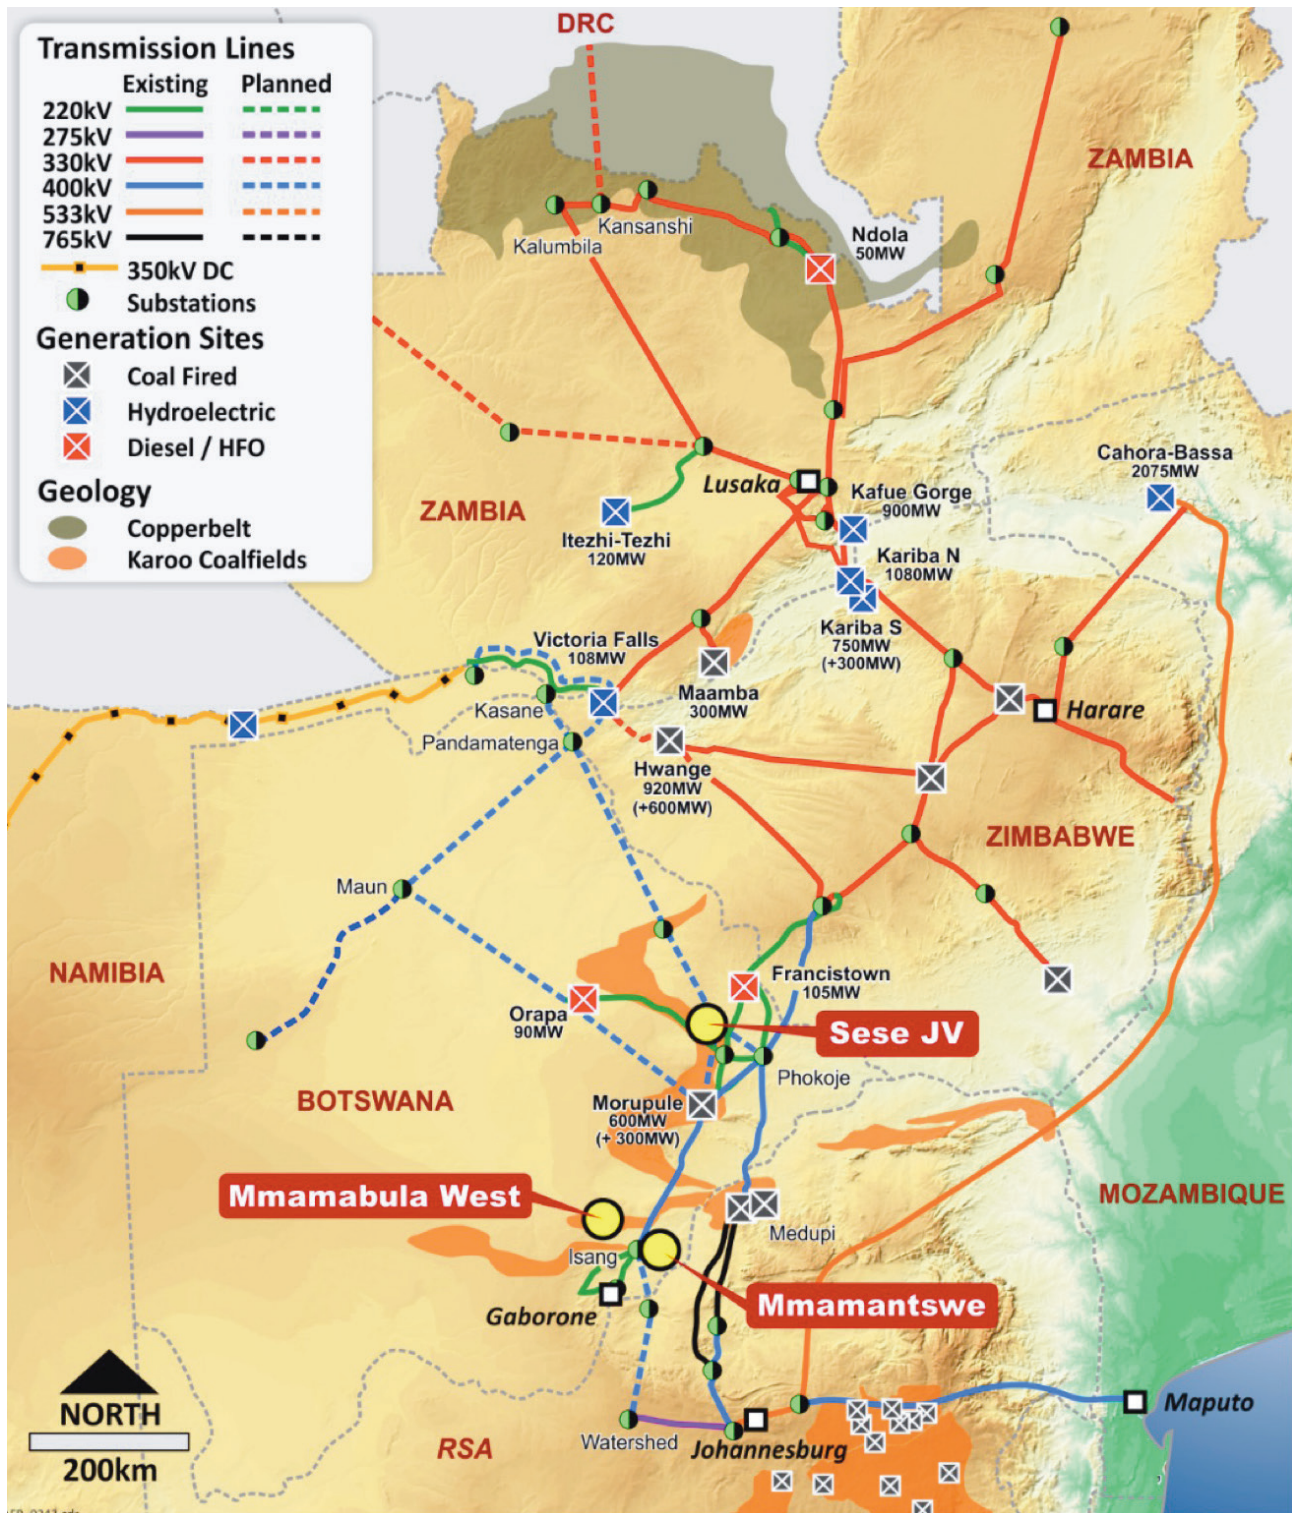 DRC
Transmission Lines
Existing Planned
220kV
275kV
330kV
400kV
533kV
765kV
350kV DC
Substations
Generation Sites
Coal Fired
Hydroelectric
Diesel / HFO
Geology
Copperbelt
Karoo Coalfields
ZAMBIA
Kansanshi
Kalumbila
Ndola
50MW
Cahora-Bassa
2075MW
Lusaka
Kafue Gorge
900MW
ZAMBIA
Itezhi-Tezhi
120MW
Kariba N
1080MW
Kariba S
750MW
(+300MW)
Victoria Falls
108MW
Maamba
300MW
Kasane
Harare
Pandamatenga
Hwange
920MW
(+600MW)
ZIMBABWE
Maun
NAMIBIA
Francistown
105MW
Orapa
90MW
Sese JV
Phokoje
BOTSWANA
Morupule
600MW
(+ 300MW)
Mmamabula West
MOZAMBIQUE
Medupi
Isang
Mmamantswe
Gaborone
NORTH
200km
Maputo
Watershed
Johannesburg
RSA